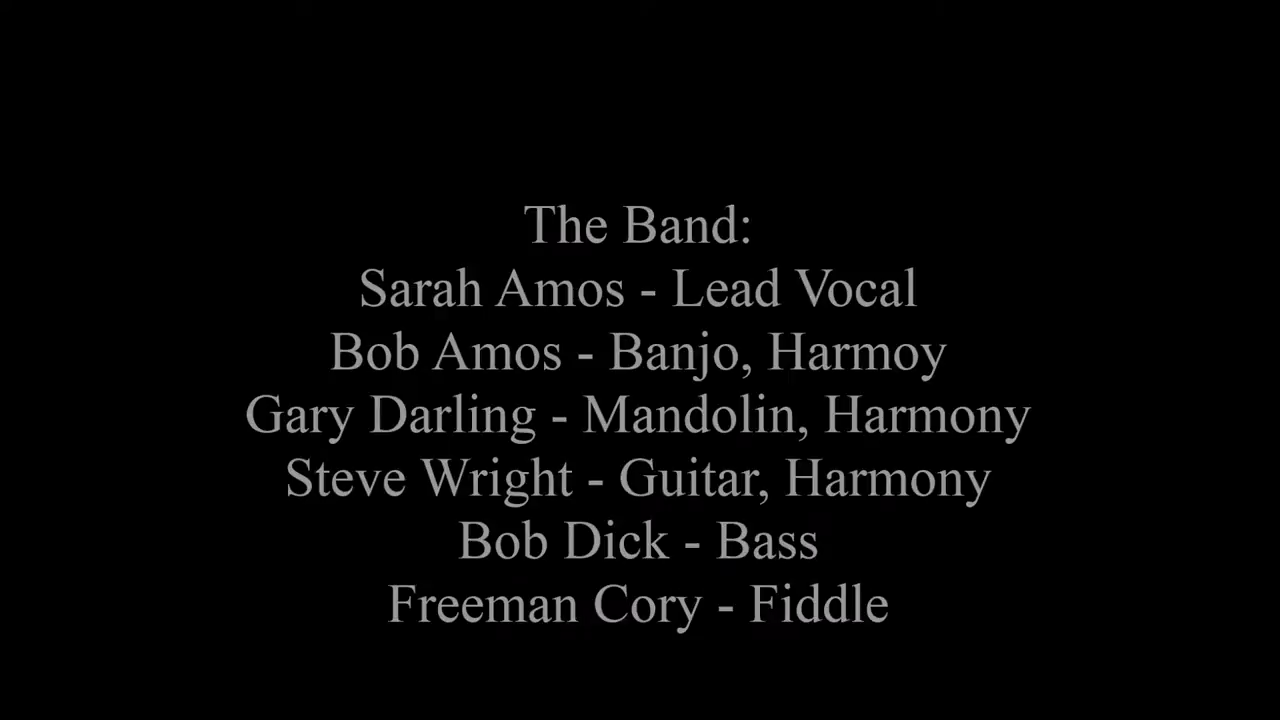 The Band:
Sarah Amos - Lead Vocal
Bob Amos - Banjo, Harmoy
Gary Darling - Mandolin, Harmony
Steve Wright - Guitar, Harmony
Bob Dick - Bass
Freeman Cory - Fiddle